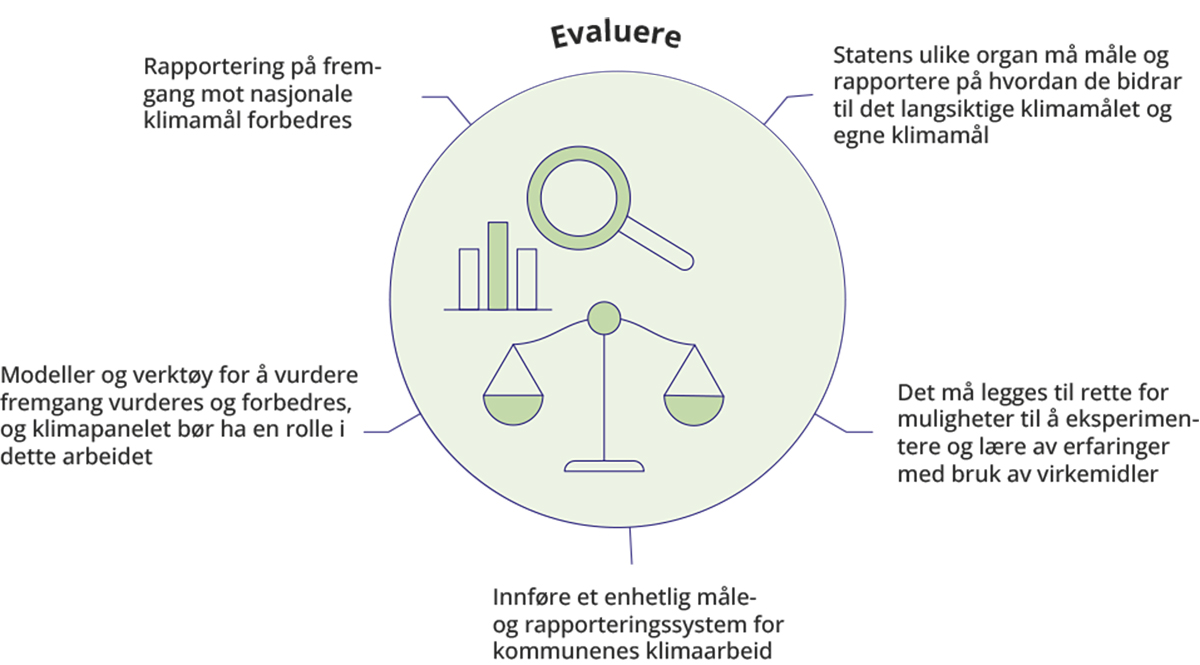 Evaluere
Rapportering på frem-
gang mot nasjonale
klimamål forbedres
Statens ulike organ må måle og
rapportere på hvordan de bidrar
til det langsiktige klimamålet og
egne klimamål
Modeller og verktøy for å vurdere
fremgang vurderes og forbedres,
og klimapanelet bør ha en rolle i
dette arbeidet
Det må legges til rette for
muligheter til å eksperimen-
tere og lære av erfaringer
med bruk av virkemidler
Innføre et enhetlig måle-
og rapporteringssystem for
kommunenes klimaarbeid